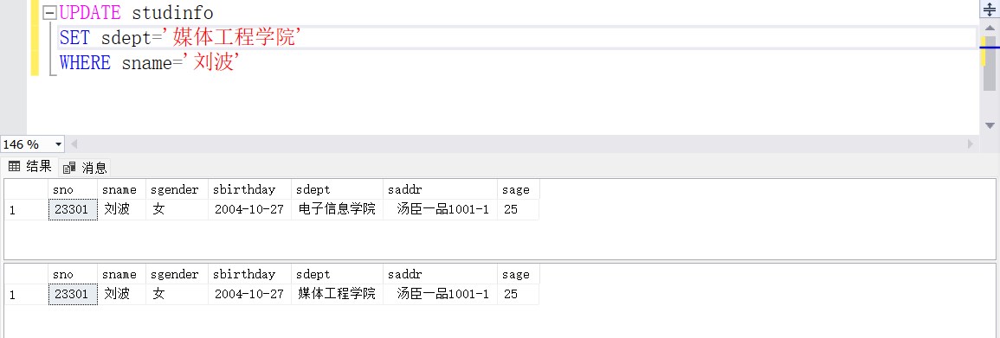 UPDATE studinfo
SET sdept='媒体工程学院'
WHERE sname='刘波'
146 %
结果 消息
sno sname sgender sbirthday sdept saddr sage
1 23301 刘波 女 2004-10-27 电子信息学院 汤臣一品1001-1 25
sno sname sgender sbirthday sdept saddr sage
1 23301 刘波 女 2004-10-27 媒体工程学院 汤臣一品1001-1 25